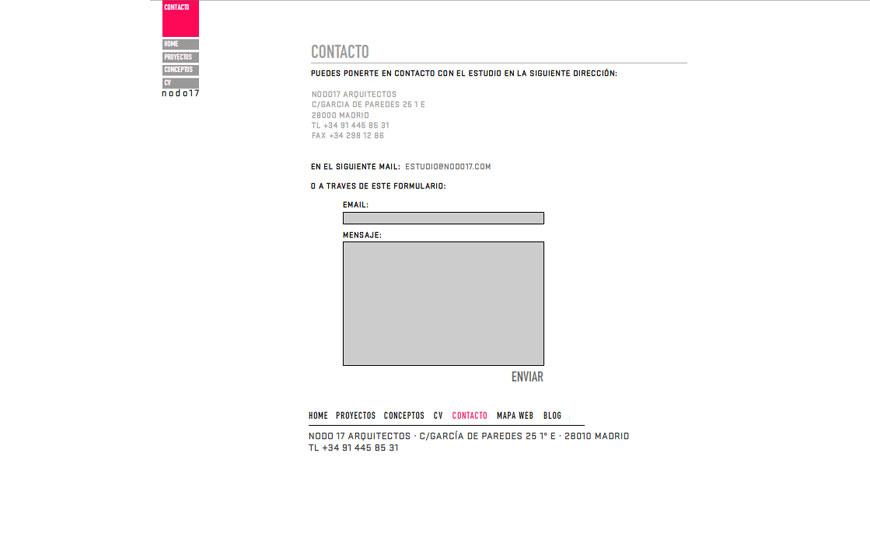 CONTACTO
HOME
PROYECTOS
CONCEPTOS
CV
nodo17
CONTACTO
PUEDES PONERTE EN CONTACTO CON EL ESTUDIO EN LA SIGUIENTE DIRECCIÓN:
NODO17 ARQUITECTOS
C/GARCIA DE PAREDES 25 1 E
28000 MADRID
TL +34 91 445 85 31
FAX +34 298 12 86
EN EL SIGUIENTE MAIL: ESTUDIO@NODO17.COM
O A TRAVES DE ESTE FORMULARIO:
EMAIL:
MENSAJE:
ENVIAR
HOME PROYECTOS CONCEPTOS CV CONTACTO MAPA WEB BLOG
NODO 17 ARQUITECTOS · C/GARCÍA DE PAREDES 25 1º E · 28010 MADRID
TL +34 91 445 85 31